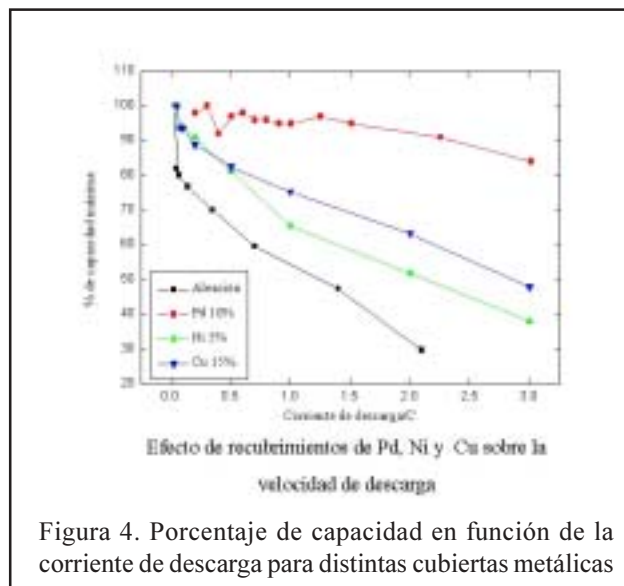 110
100
90
80
70
60
50
40
30
20
% de capacidad
Aleación
Pd 10%
Ni 5%
Cu 15%
0.0 0.5 1.0 1.5 2.0 2.5 3.0
Corriente de descarga/C
Efecto de recubrimientos de Pd, Ni y Cu sobre la
velocidad de descarga
Figura 4. Porcentaje de capacidad en función de la
corriente de descarga para distintas cubiertas metálicas